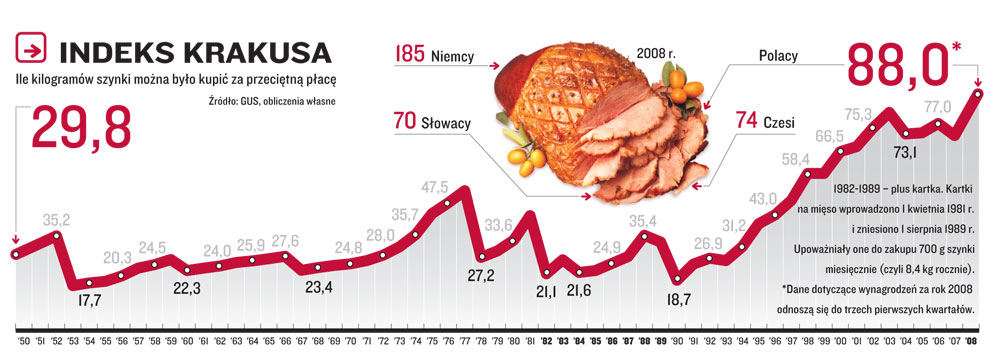 INDEKS KRAKUSA
Ile kilogramów szynki można było kupić za przeciętną płacę
Źródło: GUS, obliczenia własne
29,8
185 Niemcy
2008 r.
Polacy
88,0*
70 Słowacy
74 Czesi
35,2
17,7
20,3
24,5
22,3
24,0
25,9
27,6
23,4
24,8
28,0
35,7
47,5
27,2
33,6
21,1
21,6
24,9
35,4
18,7
26,9
31,2
43,0
58,4
66,5
75,3
73,1
77,0
1982-1989 – plus kartka. Kartki
na mięso wprowadzono 1 kwietnia 1981 r.
i zniesiono 1 sierpnia 1989 r.
Upoważniały one do zakupu 700 g szynki
miesięcznie (czyli 8,4 kg rocznie).
*Dane dotyczące wynagrodzeń za rok 2008
odnoszą się do trzech pierwszych kwartałów.
'50 '51 '52 '53 '54 '55 '56 '57 '58 '59 '60 '61 '62 '63 '64 '65 '66 '67 '68 '69 '70 '71 '72 '73 '74 '75 '76 '77 '78 '79 '80 '81 '82 '83 '84 '85 '86 '87 '88 '89 '90 '91 '92 '93 '94 '95 '96 '97 '98 '99 '00 '01 '02 '03 '04 '05 '06 '07 '08